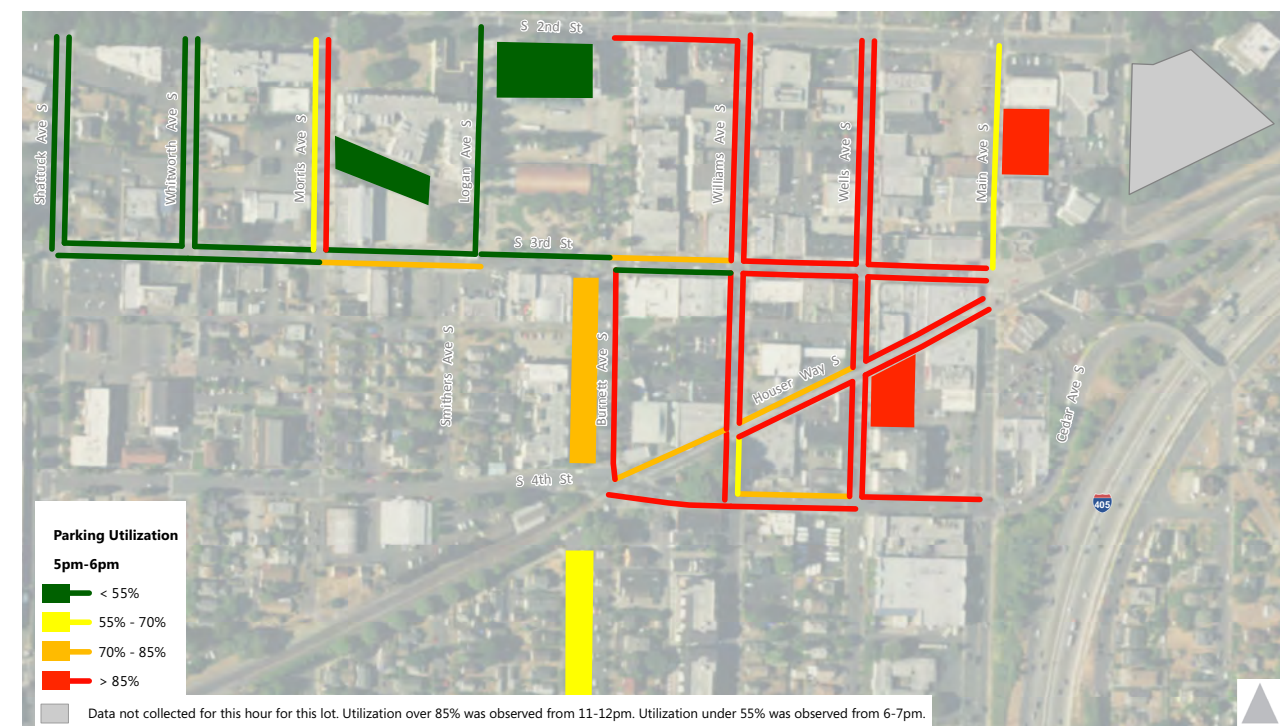 S 2nd St
Shattuck Ave S
Whitworth Ave S
Morris Ave S
Logan Ave S
Williams Ave S
Wells Ave S
Main Ave S
S 3rd St
Smithers Ave S
Burnett Ave S
Houser Way S
Cedar Ave S
S 4th St
405
Parking Utilization
5pm-6pm
< 55%
55% - 70%
70% - 85%
> 85%
Data not collected for this hour for this lot. Utilization over 85% was observed from 11-12pm. Utilization under 55% was observed from 6-7pm.